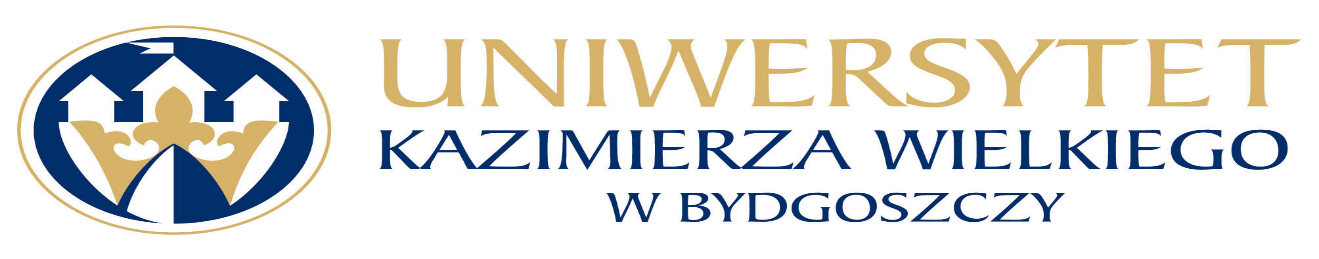 UNIWERSYTET
KAZIMIERZA WIELKIEGO
W BYDGOSZCZY